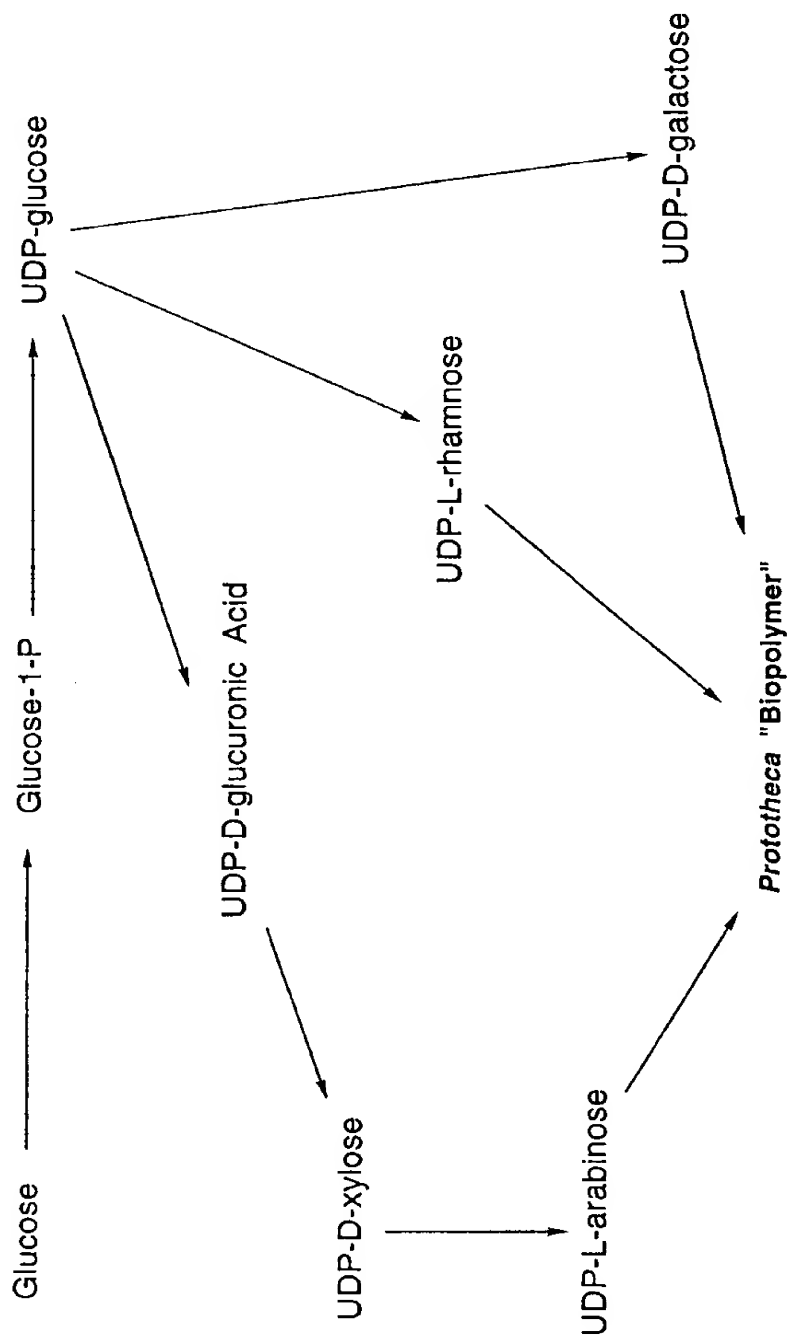 Glucose
Glucose-1-P
UDP-glucose
UDP-D-glucuronic Acid
UDP-D-xylose
UDP-L-rhamnose
UDP-L-arabinose
UDP-D-galactose
Prototheca "Biopolymer"